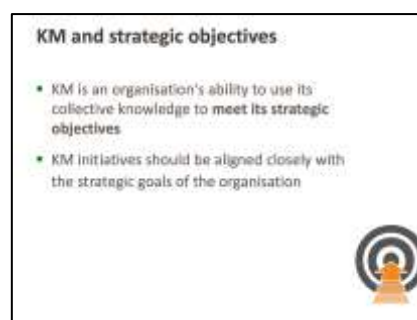 KM and strategic objectives
KM is an organisation's ability to use its
collective knowledge to meet its strategic
objectives
KM initiatives should be aligned closely with
the strategic goals of the organisation